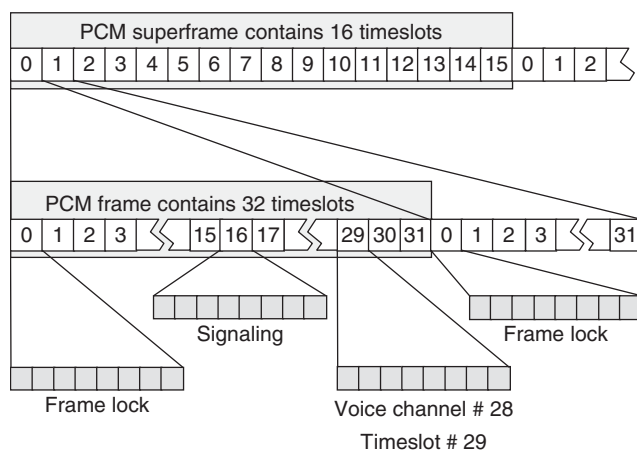 PCM superframe contains 16 timeslots
0 1 2 3 4 5 6 7 8 9 10 11 12 13 14 15 0 1 2
PCM frame contains 32 timeslots
0 1 2 3 15 16 17 29 30 31 0 1 2 3 31
Signaling
Frame lock
Frame lock
Voice channel # 28
Timeslot # 29